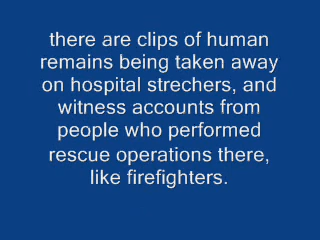 there are clips of human
remains being taken away
on hospital strechers, and
witness accounts from
people who performed
rescue operations there,
like firefighters.